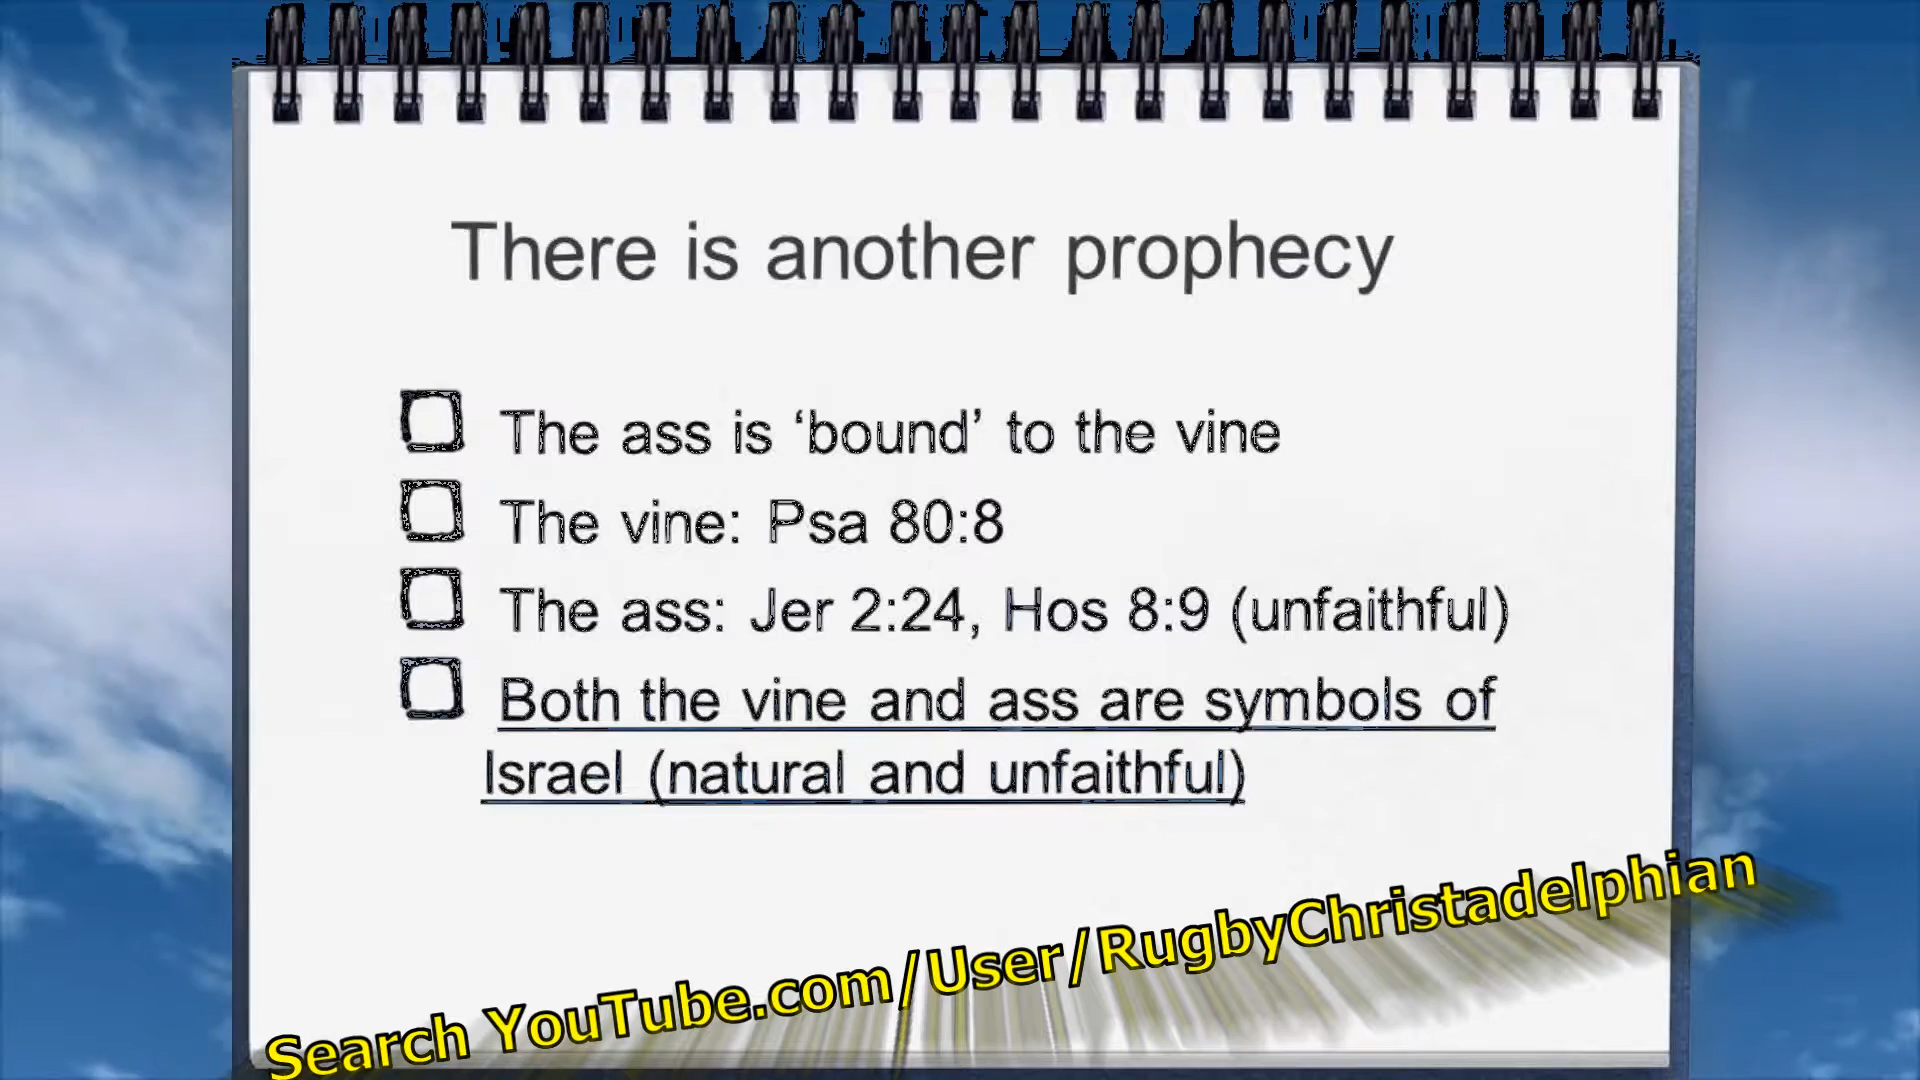 There is another prophecy
The ass is ‘bound’ to the vine
The vine: Psa 80:8
The ass: Jer 2:24, Hos 8:9 (unfaithful)
Both the vine and ass are symbols of
Israel (natural and unfaithful)
Search YouTube.com/User/RugbyChristadelphian